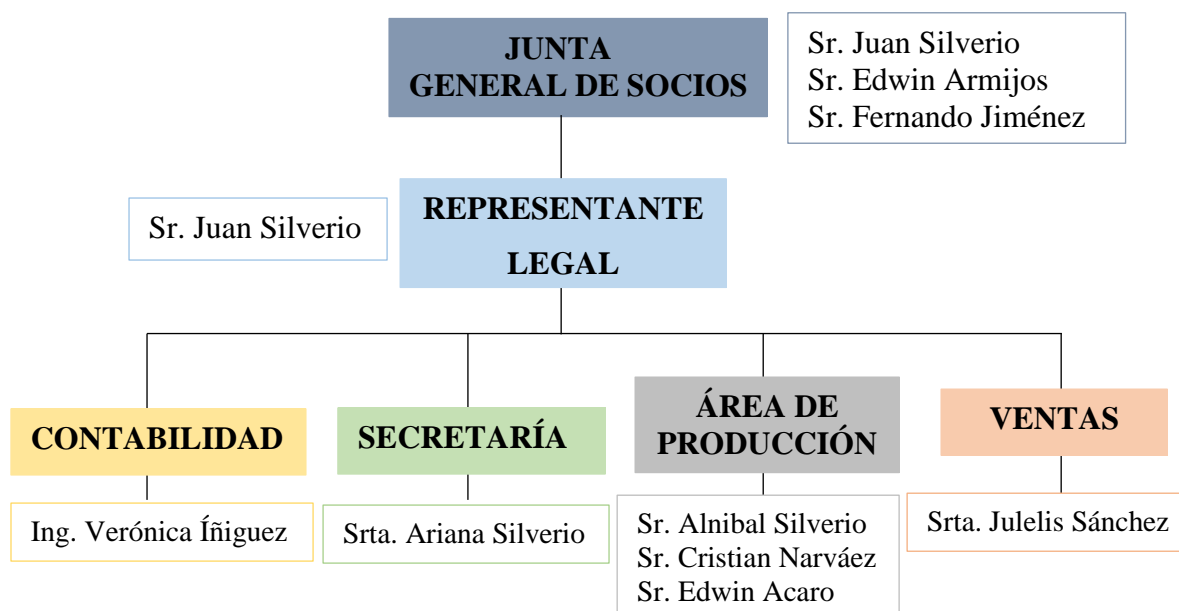 JUNTA
GENERAL DE SOCIOS
Sr. Juan Silverio
Sr. Edwin Armijos
Sr. Fernando Jiménez
REPRESENTANTE
LEGAL
Sr. Juan Silverio
CONTABILIDAD
SECRETARÍA
ÁREA DE
PRODUCCIÓN
VENTAS
Ing. Verónica Íñiguez
Srta. Ariana Silverio
Sr. Alnibal Silverio
Sr. Cristian Narváez
Sr. Edwin Acaro
Srta. Julelis Sánchez